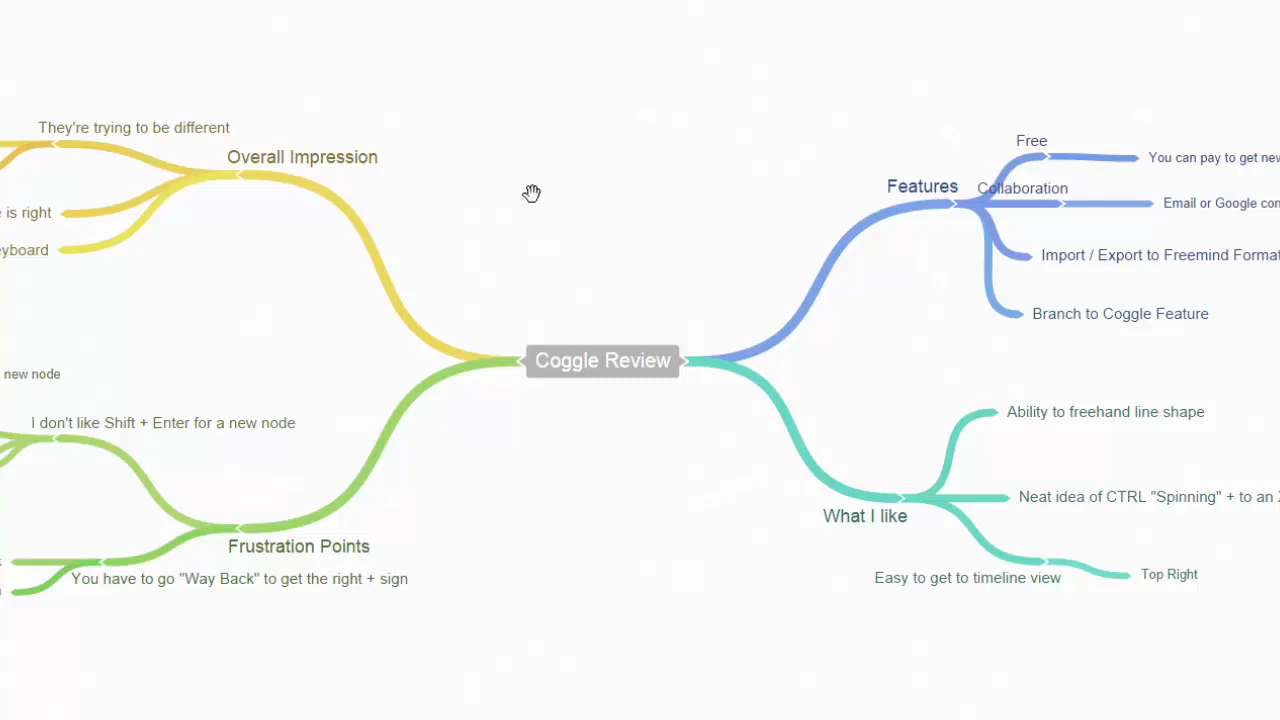 They're trying to be different
Overall Impression
is right
Free
You can pay to get new
Features
Collaboration
Email or Google
Import / Export to Freemind
Branch to Coggle Feature
Coggle Review
new node
I don't like Shift + Enter for a new node
Ability to freehand line shape
Neat idea of CTRL "Spinning" + to an
What I like
Frustration Points
You have to go "Way Back" to get the right + sign
Easy to get to timeline view
Top Right